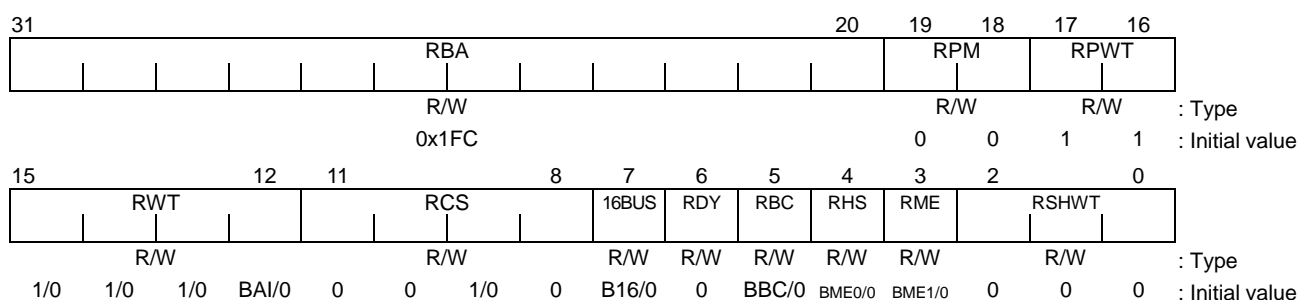 31 20 19 18 17 16
RBA RPM RPWT
R/W R/W R/W : Type
0x1FC 0 0 1 1 : Initial value
15 12 11 8 7 6 5 4 3 2 0
RWT RCS 16BUS RDY RBC RHS RME RSHWT
R/W R/W R/W R/W R/W R/W R/W R/W : Type
1/0 1/0 1/0 BAI/0 0 0 1/0 0 B16/0 0 BBC/0 BME0/0 BME1/0 0 0 0 : Initial value